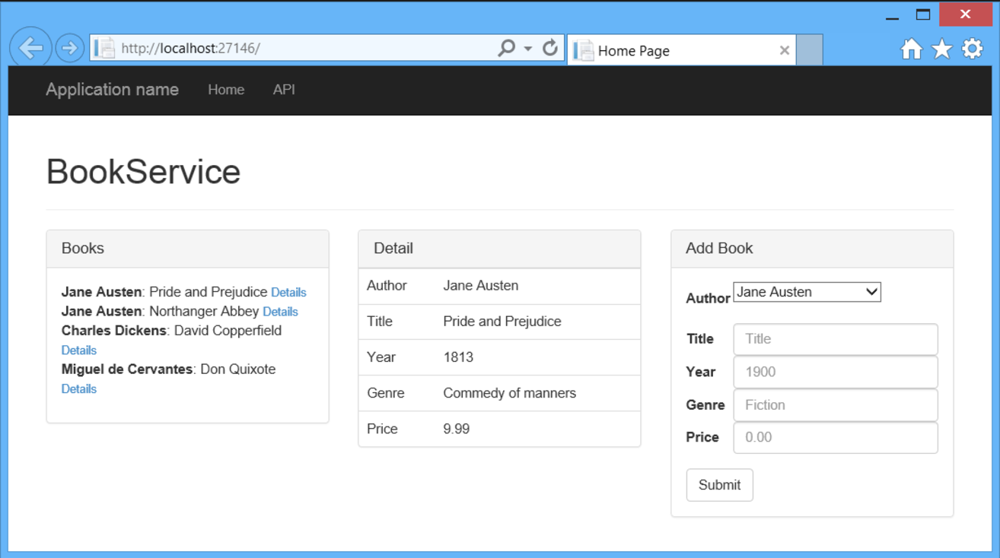 http://localhost:27146/
Home Page
Application name Home API
BookService
Books
Jane Austen: Pride and Prejudice Details
Jane Austen: Northanger Abbey Details
Charles Dickens: David Copperfield
Details
Miguel de Cervantes: Don Quixote
Details
Detail
Author Jane Austen
Title Pride and Prejudice
Year 1813
Genre Commedy of manners
Price 9.99
Add Book
Author Jane Austen
Title Title
Year 1900
Genre Fiction
Price 0.00
Submit